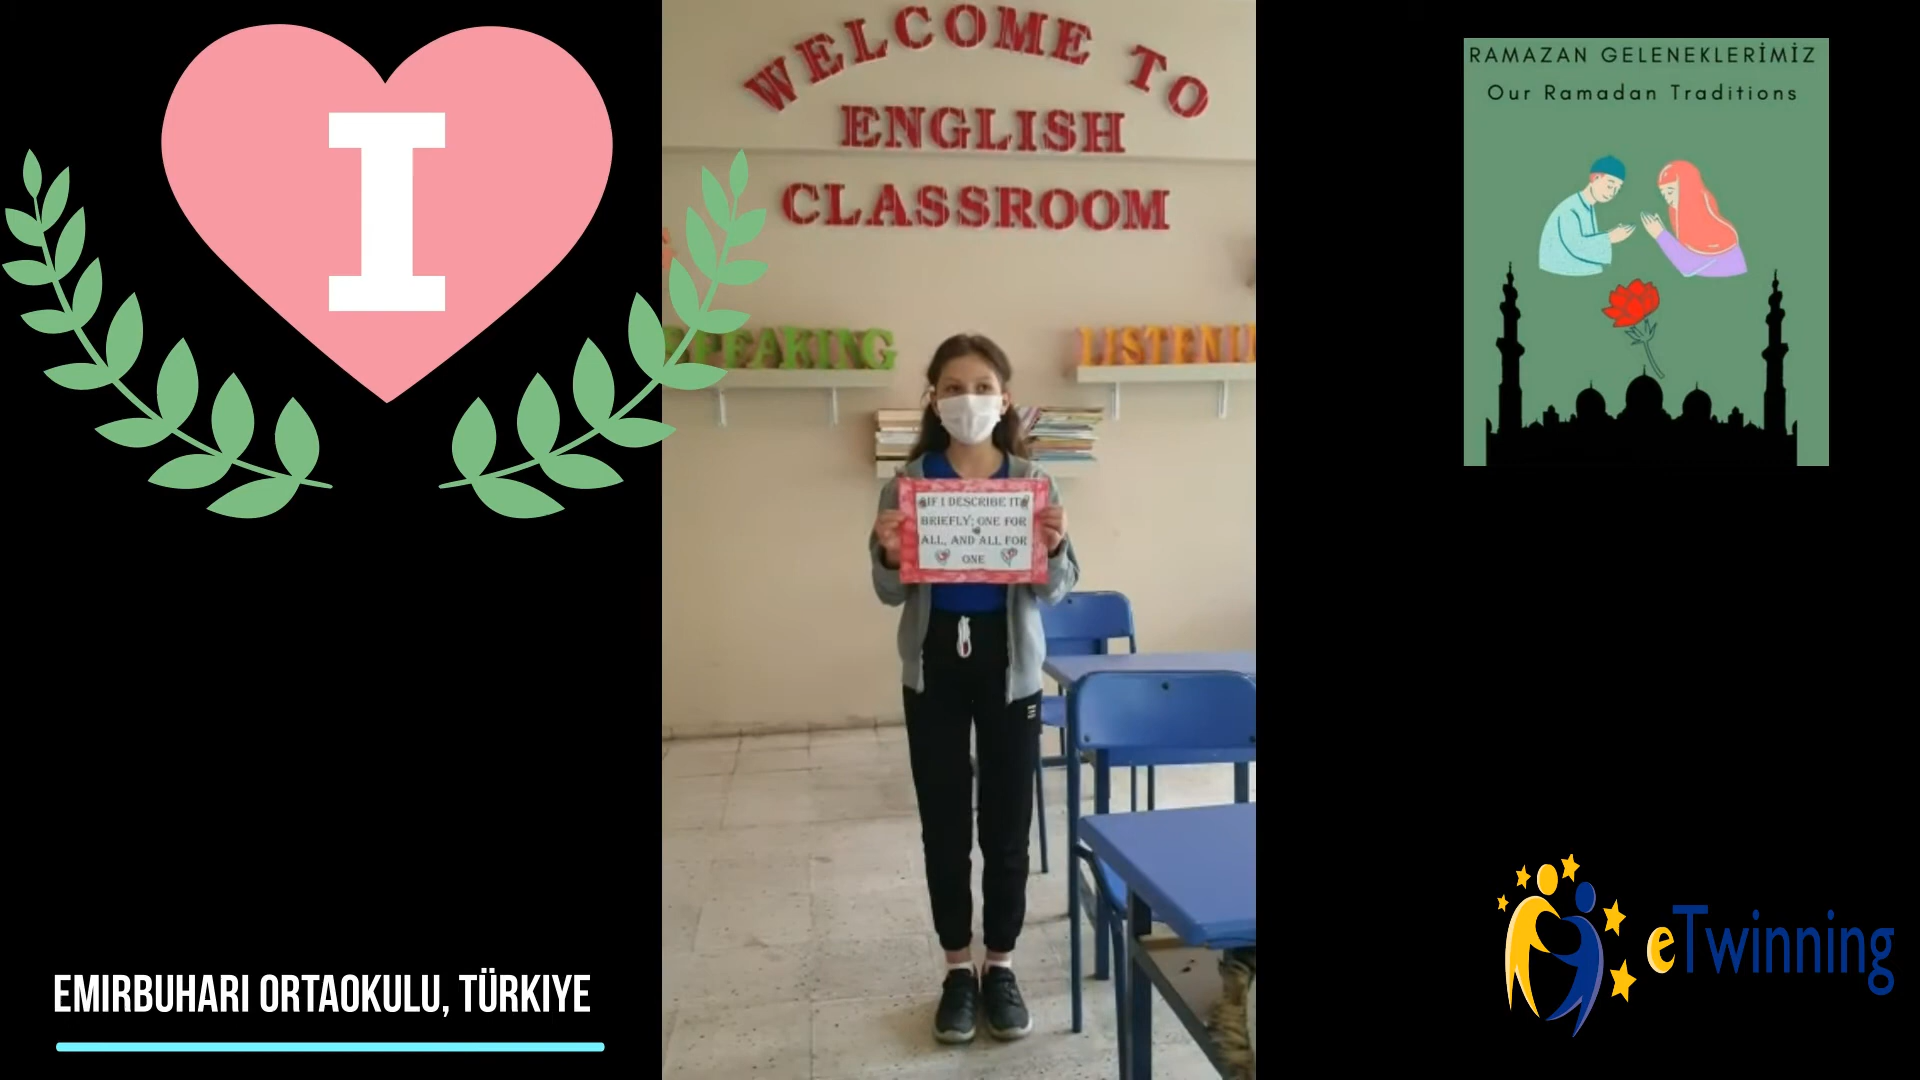 I
WELCOME TO
ENGLISH
CLASSROOM
SPEAKING
LISTENI
IF I DESCRIBE IT
BRIEFLY; ONE FOR
ALL, AND ALL FOR
ONE
RAMAZAN GELENEKLERİMİZ
Our Ramadan Traditions
EMIRBUHARI ORTAOKULU, TÜRKIYE
eTwinning